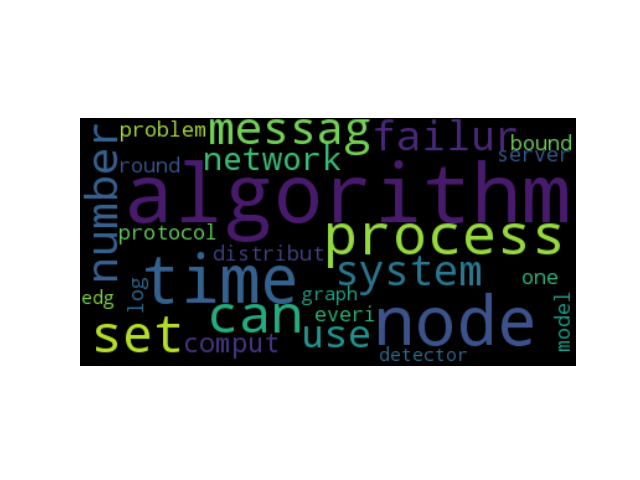 problem
messag
failur
bound
number
round
network
server
algorithm
protocol
process
distribut
time
system
one
edg
log
graph
can
everi
node
model
set
comput
use
detector